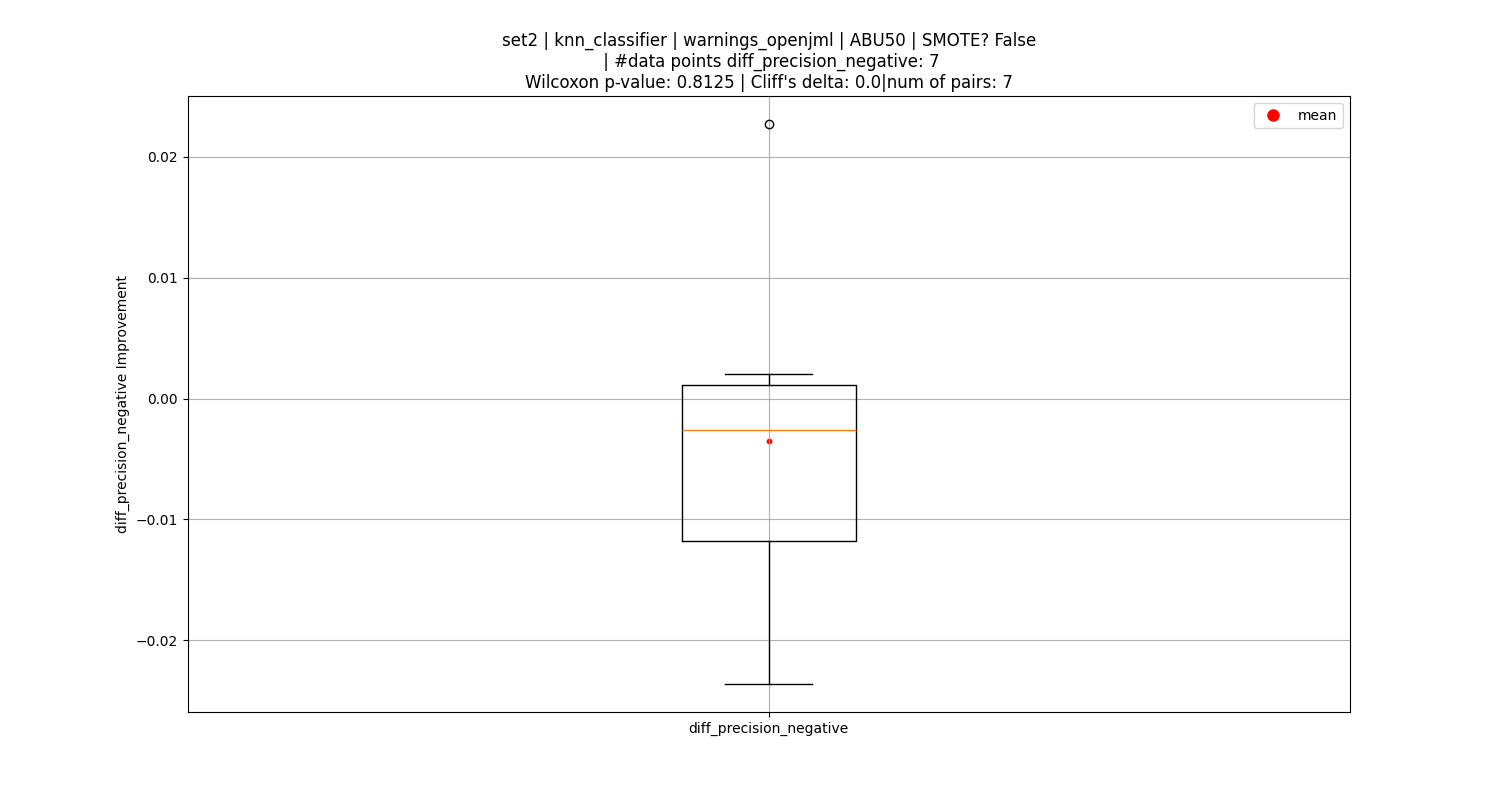 set2 | knn_classifier | warnings_openjml | ABU50 | SMOTE? False
| #data points diff_precision_negative: 7
Wilcoxon p-value: 0.8125 | Cliff's delta: 0.0|num of pairs: 7
mean
0.02
0.01
0.00
−0.01
−0.02
diff_precision_negative Improvement
diff_precision_negative